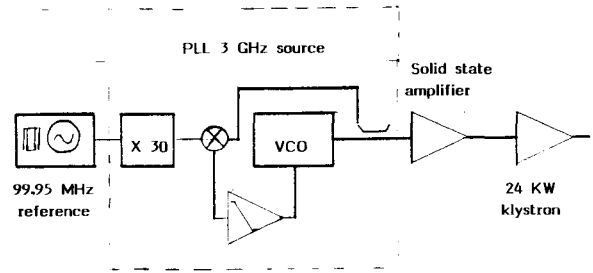 PLL 3 GHz source
Solid state
amplifier
X 30
VCO
99.95 MHz
reference
24 KW
klystron